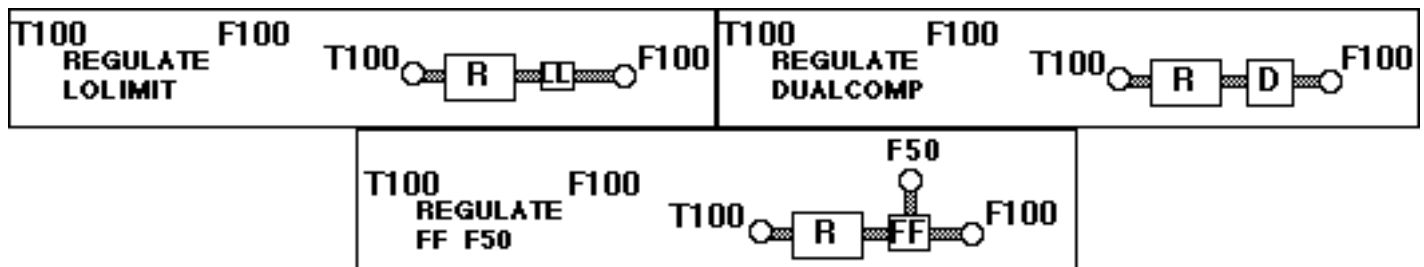 T100 F100
REGULATE
LOLIMIT
T100 R LL F100
T100 F100
REGULATE
DUALCOMP
T100 R D F100
T100 F100
REGULATE
FF F50
F50
T100 R FF F100